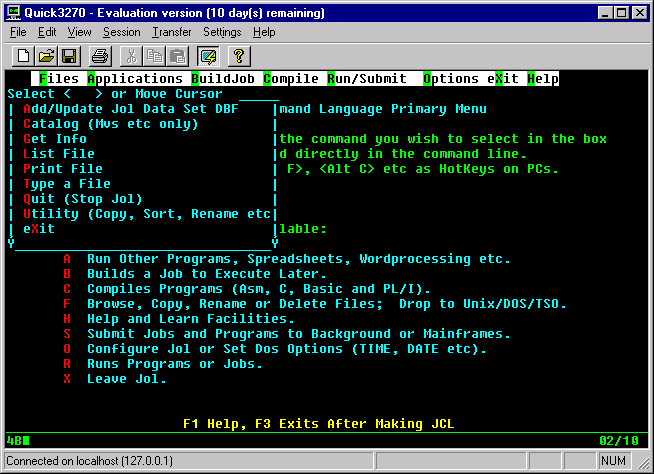 Quick3270 - Evaluation version (10 day(s) remaining)
File Edit View Session Transfer Settings Help
Files Applications BuildJob Compile Run/Submit Options eXit Help
Select < > or Move Cursor _____
| Add/Update Jol Data Set DBF |mand Language Primary Menu
| Catalog (Mvs etc only) |
| Get Info |the command you wish to select in the box
| List File |d directly in the command line.
| Print File | F>, <Alt C> etc as HotKeys on PCs.
| Type a File |
| Quit (Stop Jol) |
| Utility (Copy, Sort, Rename etc|
| eXit |lable:
Ý________________________________Ý
A Run Other Programs, Spreadsheets, Wordprocessing etc.
B Builds a Job to Execute Later.
C Compiles Programs (Asm, C, Basic and PL/I).
F Browse, Copy, Rename or Delete Files; Drop to Unix/DOS/TSO.
H Help and Learn Facilities.
S Submit Jobs and Programs to Background or Mainframes.
O Configure Jol or Set Dos Options (TIME, DATE etc).
R Runs Programs or Jobs.
X Leave Jol.
F1 Help, F3 Exits After Making JCL
4B 02/10
Connected on localhost (127.0.0.1) NUM